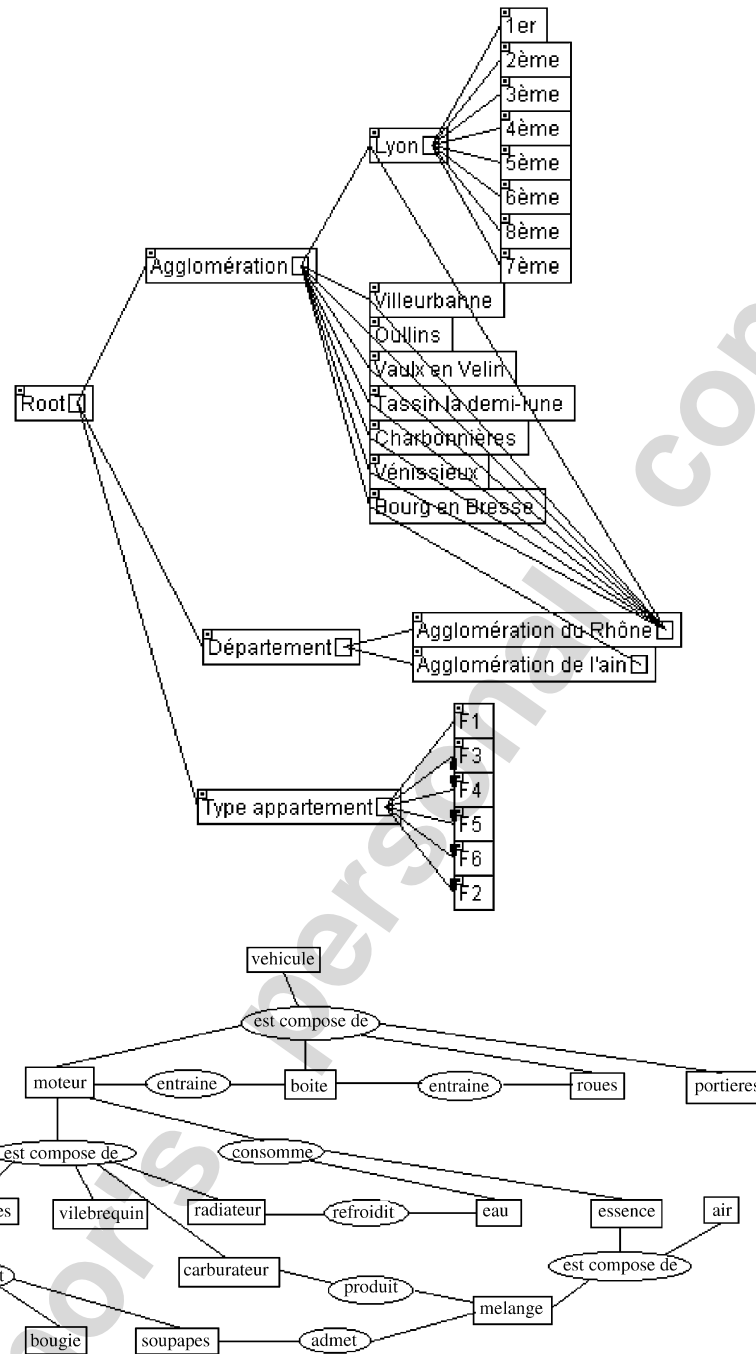 1er
2ème
3ème
Lyon
4ème
5ème
6ème
8ème
7ème
Agglomération
Villeurbanne
Oullins
Vaulx en Velin
Root
Tassin la demi-lune
Charbonnières
Vénissieux
Bourg en Bresse
Département
Agglomération du Rhône
Agglomération de l'ain
F1
F3
F4
Type appartement
F5
F6
F2
vehicule
est compose de
moteur
entraine
boite
entraine
roues
portieres
est compose de
consomme
es
vilebrequin
radiateur
refroidit
eau
essence
air
est compose de
carburateur
t
produit
melange
bougie
soupapes
admet
personal